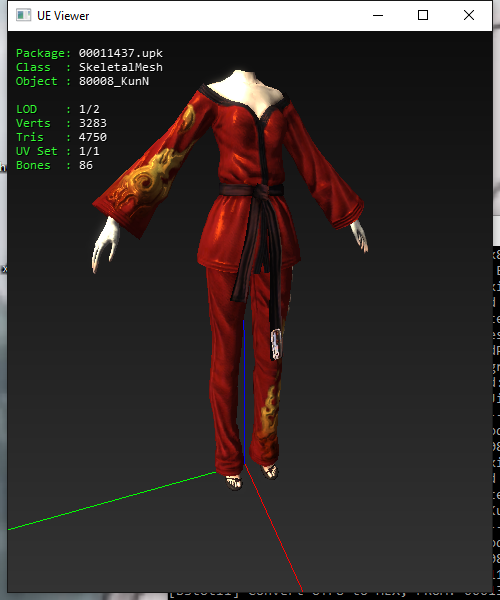 UE Viewer
Package: 00011437.upk
Class : SkeletalMesh
Object : 80008_KunN
LOD : 1/2
Verts : 3283
Tris : 4750
UV Set : 1/1
Bones : 86